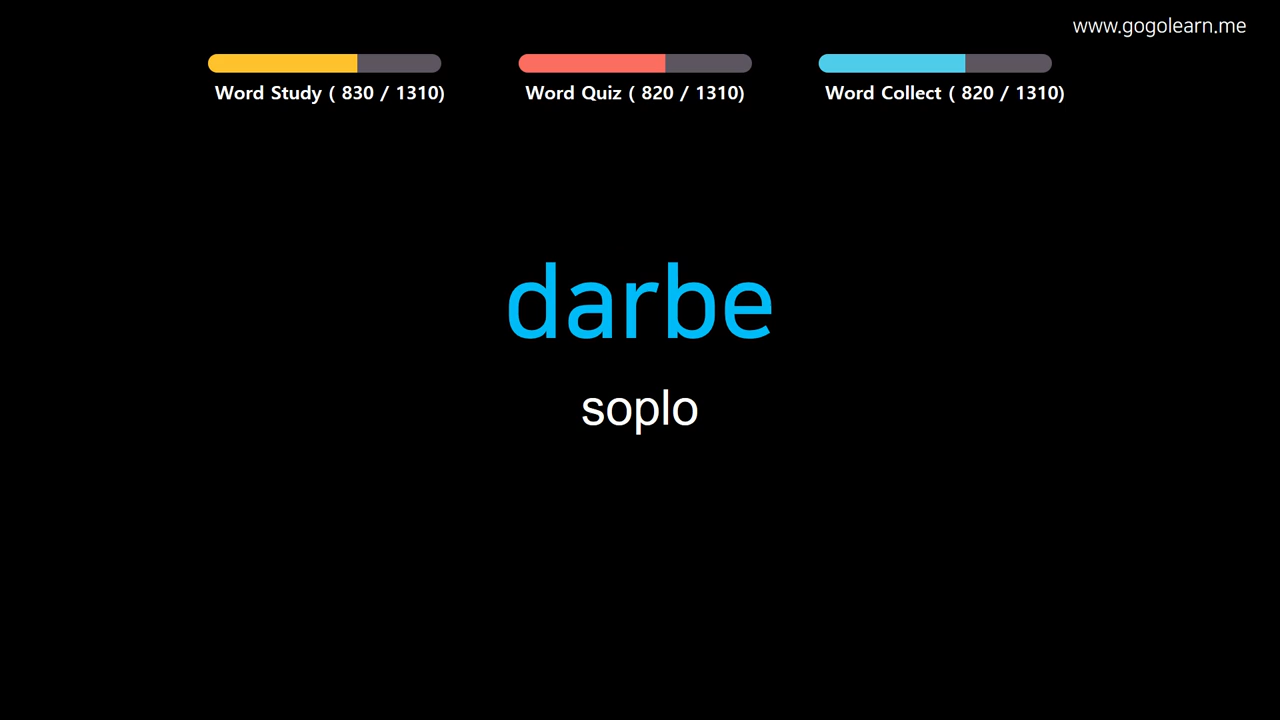 www.gogolearn.me
Word Study ( 830 / 1310)
Word Quiz ( 820 / 1310)
Word Collect ( 820 / 1310)
darbe
soplo